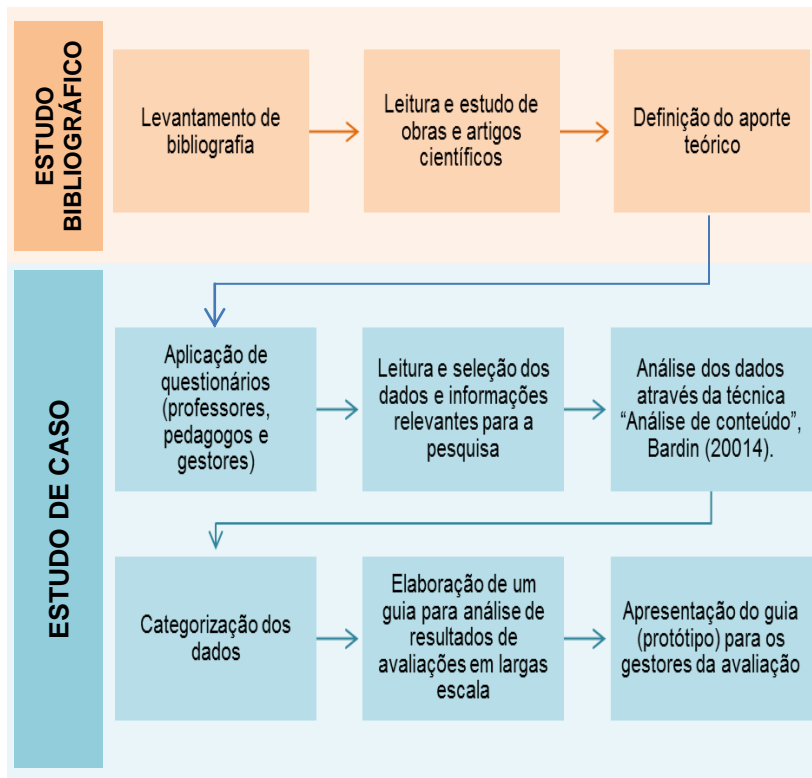 ESTUDO
BIBLIOGRÁFICO
Levantamento de
bibliografia
Leitura e estudo de
obras e artigos
científicos
Definição do aporte
teórico
ESTUDO DE CASO
Aplicação de
questionários
(professores,
pedagogos e
gestores)
Leitura e seleção dos
dados e informações
relevantes para a
pesquisa
Análise dos dados
através da técnica
“Análise de conteúdo”,
Bardin (20014).
Categorização dos
dados
Elaboração de um
guia para análise de
resultados de
avaliações em largas
escala
Apresentação do guia
(protótipo) para os
gestores da avaliação